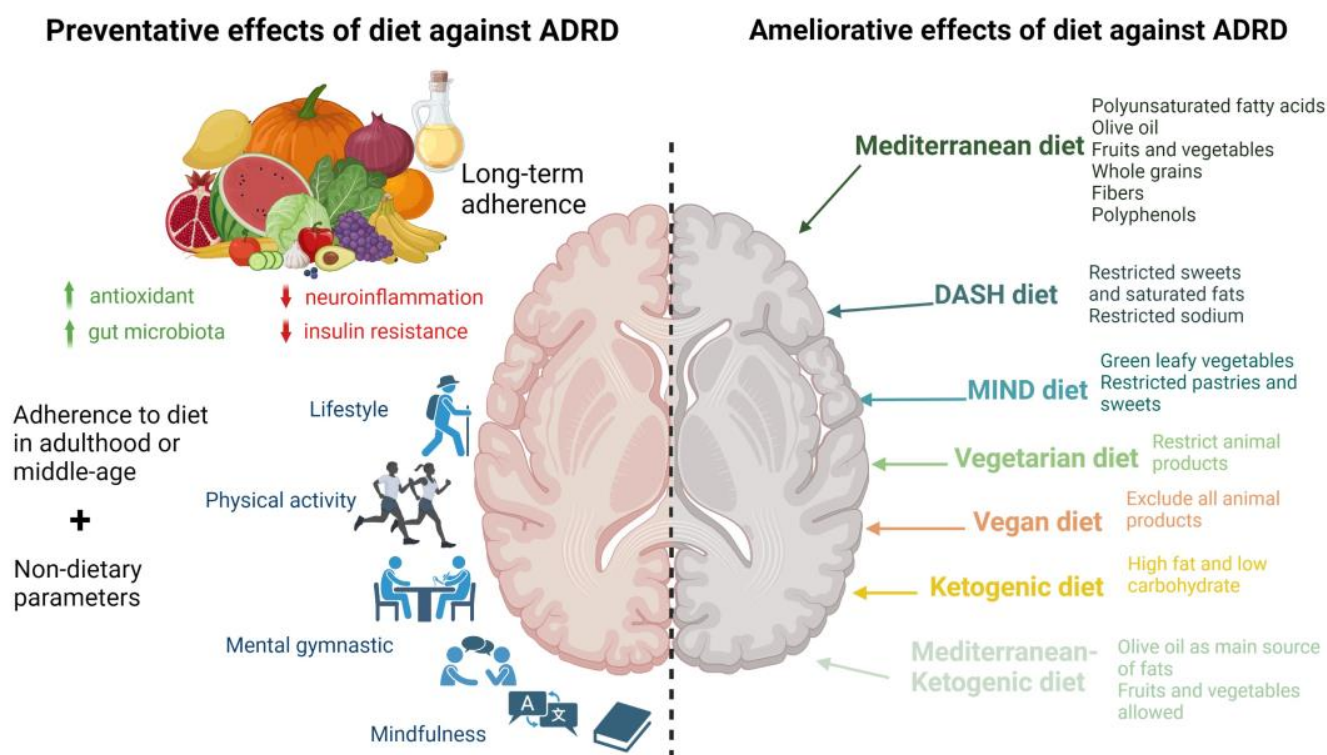 Preventative effects of diet against ADRD
Long-term
adherence
antioxidant
gut microbiota
neuroinflammation
insulin resistance
Adherence to diet
in adulthood or
middle-age
+
Non-dietary
parameters
Lifestyle
Physical activity
Mental gymnastic
Mindfulness
A
文
Ameliorative effects of diet against ADRD
Mediterranean diet
Polyunsaturated fatty acids
Olive oil
Fruits and vegetables
Whole grains
Fibers
Polyphenols
DASH diet
Restricted sweets
and saturated fats
Restricted sodium
MIND diet
Green leafy vegetables
Restricted pastries and
sweets
Vegetarian diet
Restrict animal
products
Vegan diet
Exclude all animal
products
Ketogenic diet
High fat and low
carbohydrate
Mediterranean-
Ketogenic diet
Olive oil as main source
of fats
Fruits and vegetables
allowed